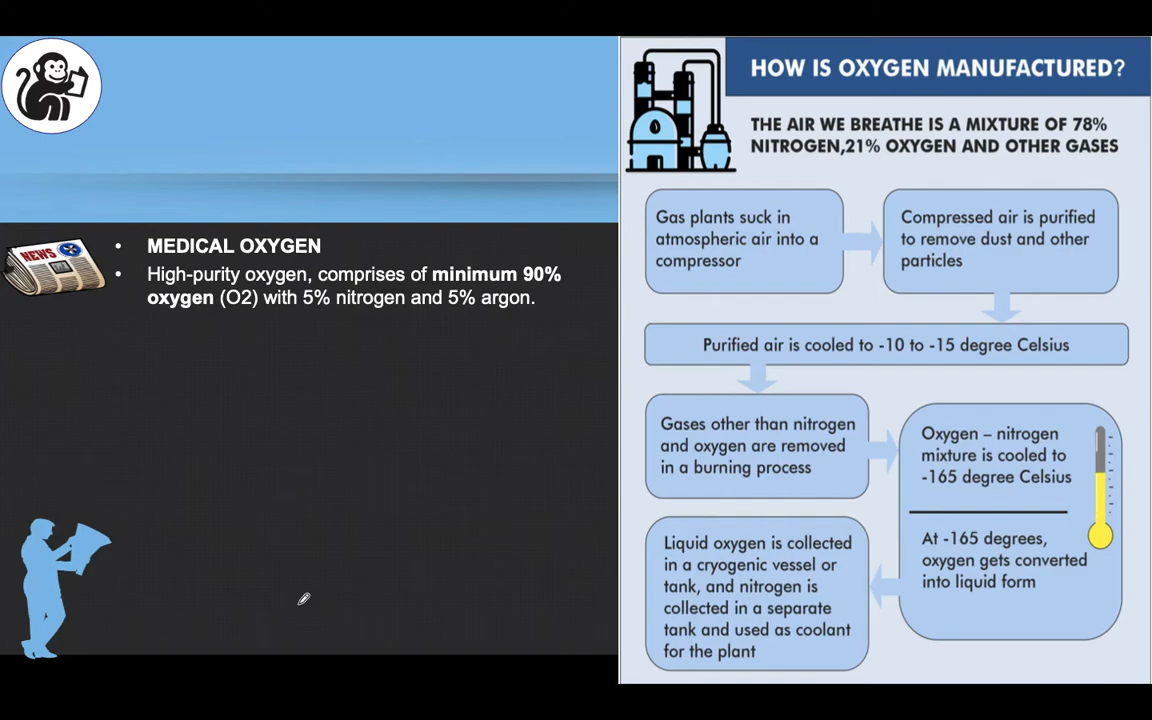 NEWS
MEDICAL OXYGEN
High-purity oxygen, comprises of minimum 90%
oxygen (O2) with 5% nitrogen and 5% argon.
HOW IS OXYGEN MANUFACTURED?
THE AIR WE BREATHE IS A MIXTURE OF 78%
NITROGEN,21% OXYGEN AND OTHER GASES
Gas plants suck in
atmospheric air into a
compressor
Compressed air is purified
to remove dust and other
particles
Purified air is cooled to -10 to -15 degree Celsius
Gases other than nitrogen
and oxygen are removed
in a burning process
Oxygen – nitrogen
mixture is cooled to
-165 degree Celsius
At -165 degrees,
oxygen gets converted
into liquid form
Liquid oxygen is collected
in a cryogenic vessel or
tank, and nitrogen is
collected in a separate
tank and used as coolant
for the plant